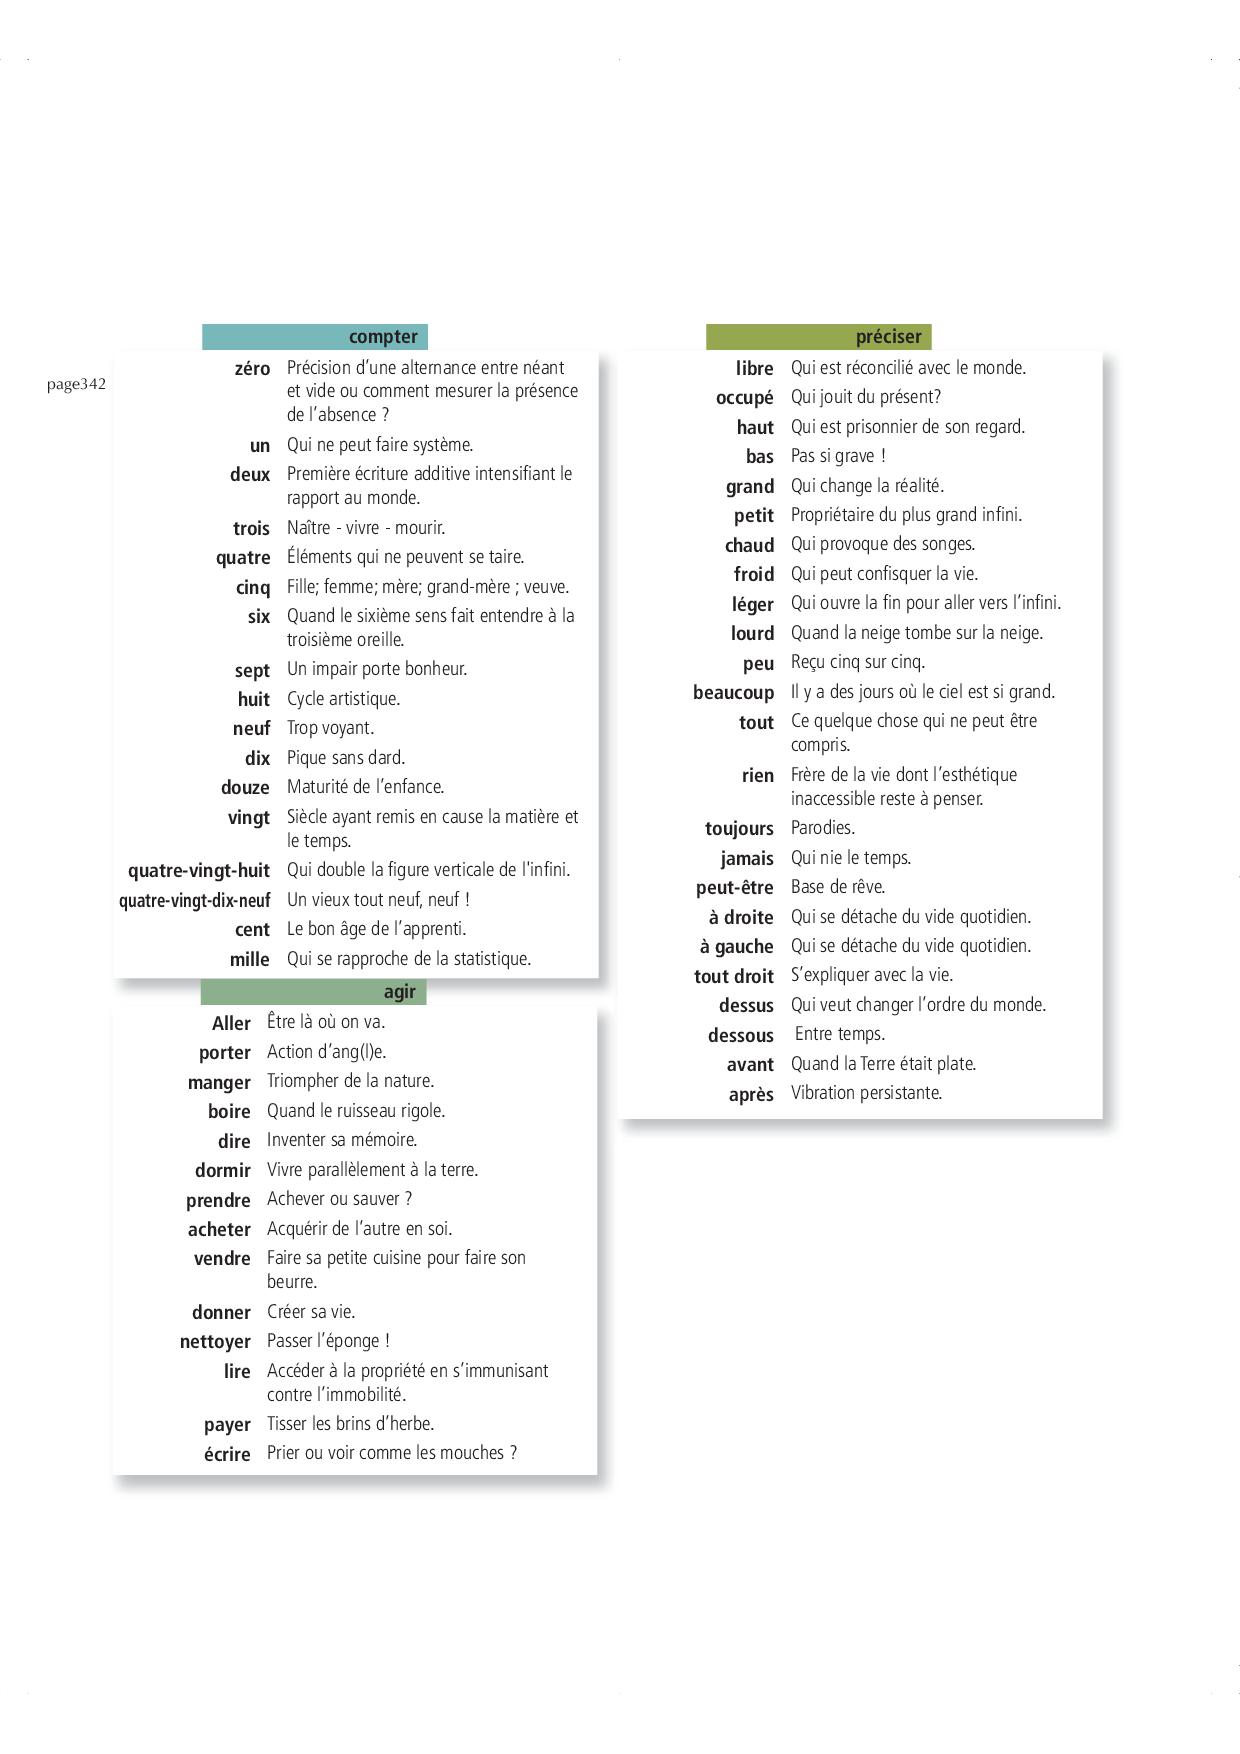 page342
compter
zéro Précision d’une alternance entre néant
et vide ou comment mesurer la présence
de l’absence ?
un Qui ne peut faire système.
deux Première écriture additive intensifiant le
rapport au monde.
trois Naître - vivre - mourir.
quatre Éléments qui ne peuvent se taire.
cinq Fille; femme; mère; grand-mère ; veuve.
six Quand le sixième sens fait entendre à la
troisième oreille.
sept Un impair porte bonheur.
huit Cycle artistique.
neuf Trop voyant.
dix Pique sans dard.
douze Maturité de l’enfance.
vingt Siècle ayant remis en cause la matière et
le temps.
quatre-vingt-huit Qui double la figure verticale de l'infini.
quatre-vingt-dix-neuf Un vieux tout neuf, neuf !
cent Le bon âge de l’apprenti.
mille Qui se rapproche de la statistique.
agir
Aller Être là où on va.
porter Action d’ang(l)e.
manger Triompher de la nature.
boire Quand le ruisseau rigole.
dire Inventer sa mémoire.
dormir Vivre parallèlement à la terre.
prendre Achever ou sauver ?
acheter Acquérir de l’autre en soi.
vendre Faire sa petite cuisine pour faire son
beurre.
donner Créer sa vie.
nettoyer Passer l’éponge !
lire Accéder à la propriété en s’immunisant
contre l’immobilité.
payer Tisser les brins d’herbe.
écrire Prier ou voir comme les mouches ?
préciser
libre Qui est réconcilié avec le monde.
occupé Qui jouit du présent?
haut Qui est prisonnier de son regard.
bas Pas si grave !
grand Qui change la réalité.
petit Propriétaire du plus grand infini.
chaud Qui provoque des songes.
froid Qui peut confisquer la vie.
léger Qui ouvre la fin pour aller vers l’infini.
lourd Quand la neige tombe sur la neige.
peu Reçu cinq sur cinq.
beaucoup Il y a des jours où le ciel est si grand.
tout Ce quelque chose qui ne peut être
compris.
rien Frère de la vie dont l’esthétique
inaccessible reste à penser.
toujours Parodies.
jamais Qui nie le temps.
peut-être Base de rêve.
à droite Qui se détache du vide quotidien.
à gauche Qui se détache du vide quotidien.
tout droit S’expliquer avec la vie.
dessus Qui veut changer l’ordre du monde.
dessous Entre temps.
avant Quand la Terre était plate.
après Vibration persistante.